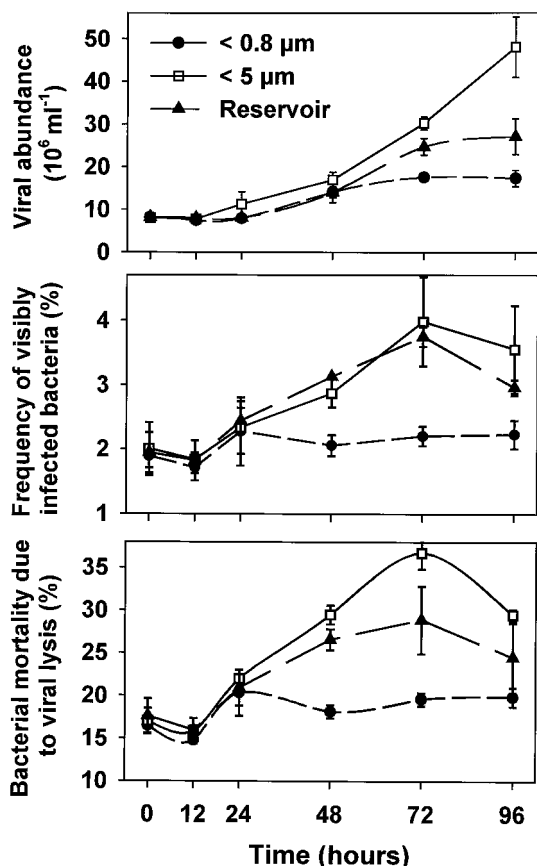 Viral abundance
(10⁶ ml⁻¹)
50
40
30
20
10
0
< 0.8 µm
< 5 µm
Reservoir
Frequency of visibly
infected bacteria (%)
4
3
2
1
Bacterial mortality due
to viral lysis (%)
35
30
25
20
15
10
0 12 24 48 72 96
Time (hours)